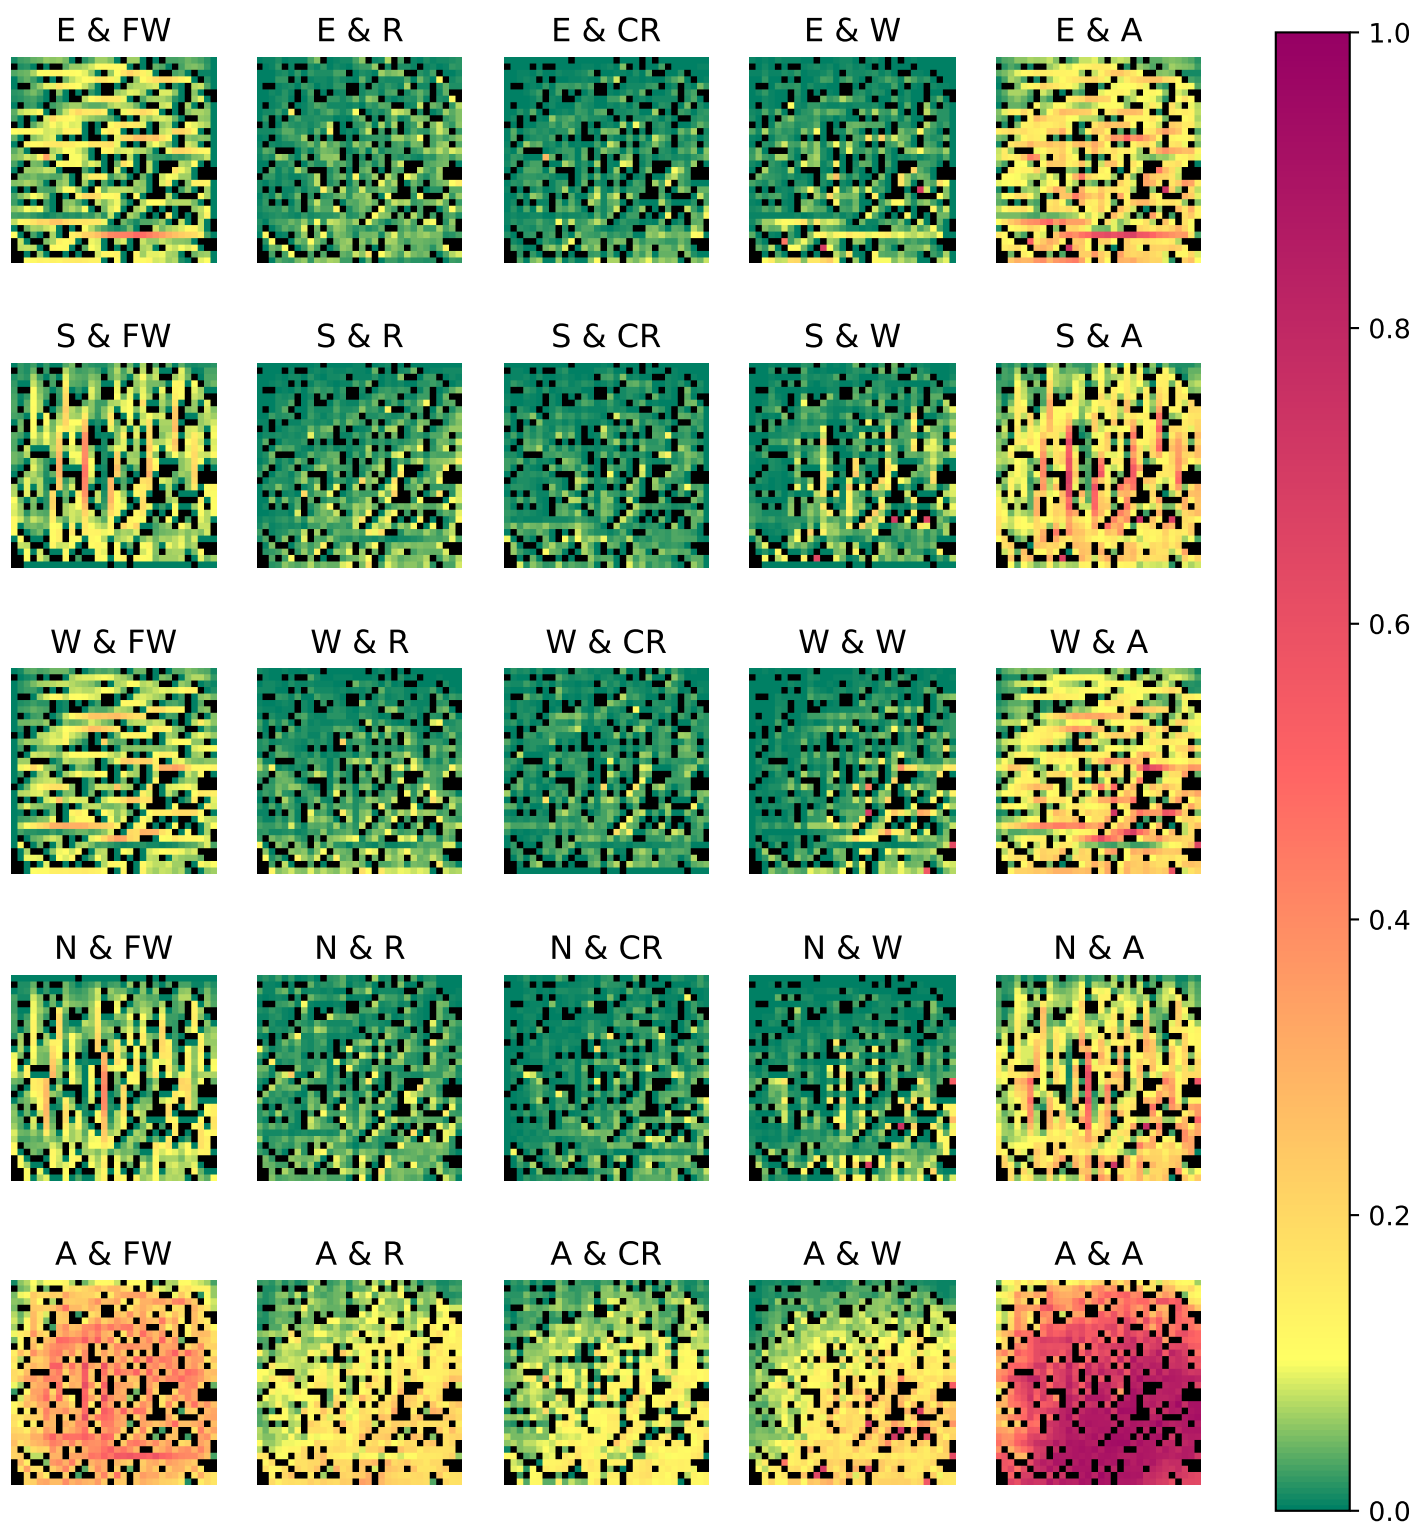 E & FW E & R E & CR E & W E & A
1.0
0.8
S & FW S & R S & CR S & W S & A
0.6
W & FW W & R W & CR W & W W & A
0.4
N & FW N & R N & CR N & W N & A
0.2
A & FW A & R A & CR A & W A & A
0.0